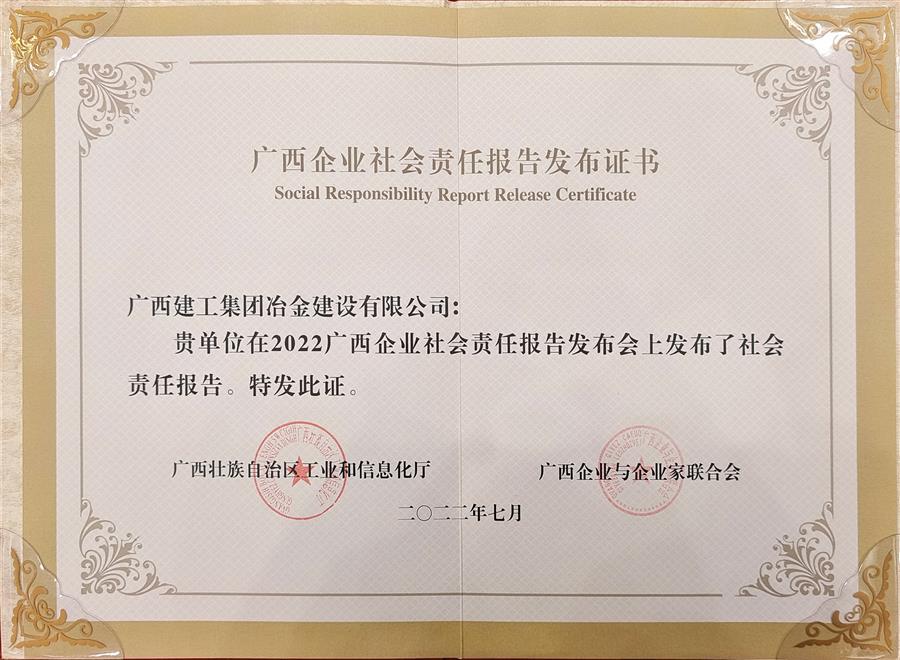 广西企业社会责任报告发布证书
Social Responsibility Report Release Certificate
广西建工集团冶金建设有限公司:
贵单位在2022广西企业社会责任报告发布会上发布了社会
责任报告。特发此证。
广西壮族自治区工业和信息化厅
广西企业与企业家联合会
二〇二二年七月